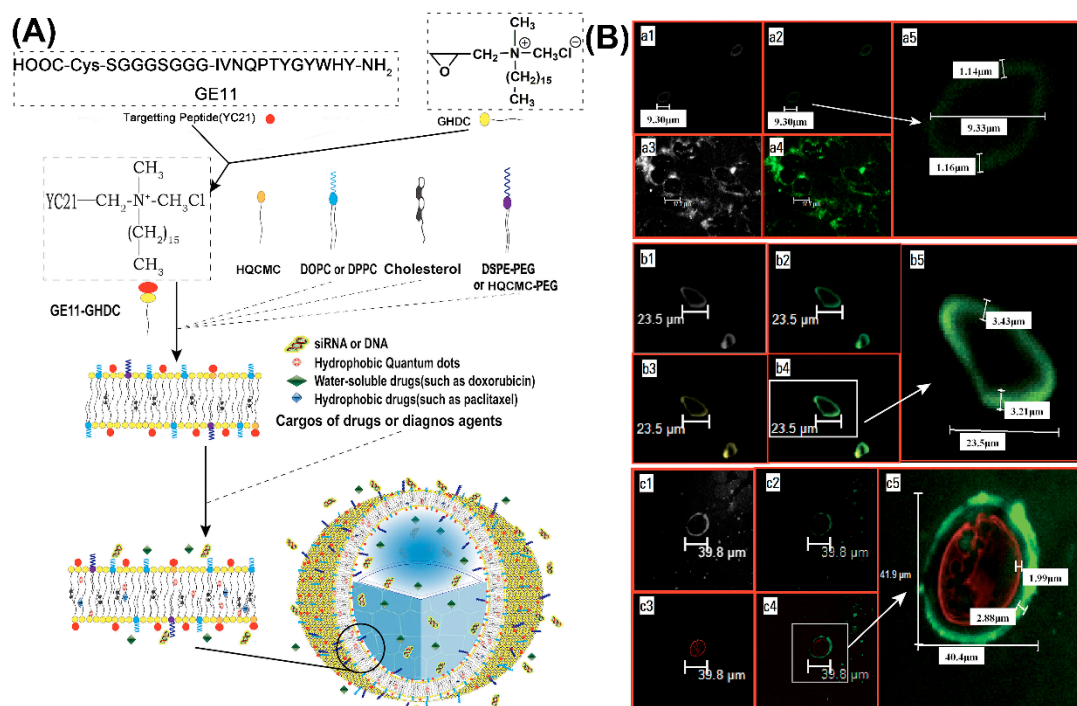 (A)
HOOC-Cys-SGGGSGGG-IVNQPTYGYWHY-NH2
GE11
Targetting Peptide(YC21)
CH3
O
CH2-N-CH3Cl
(CH2)15
CH3
GHDC
CH3
YC21-CH2-N+-CH3Cl
(CH2)15
CH3
GE11-GHDC
HQCMC
DOPC or DPPC
Cholesterol
DSPE-PEG
or HQCMC-PEG
siRNA or DNA
Hydrophobic Quantum dots
Water-soluble drugs(such as doxorubicin)
Hydrophobic drugs(such as paclitaxel)
Cargos of drugs or diagnos agents
(B)
a1
9.30μm
a2
9.30μm
a3
a4
a5
1.14μm
9.33μm
1.16μm
b1
23.5 μm
b2
23.5 μm
b3
23.5 μm
b4
23.5 μm
b5
3.43μm
3.21μm
23.5μm
c1
39.8 μm
c2
39.8 μm
c3
39.8 μm
c4
39.8 μm
c5
41.9 μm
1.99μm
2.88μm
40.4μm